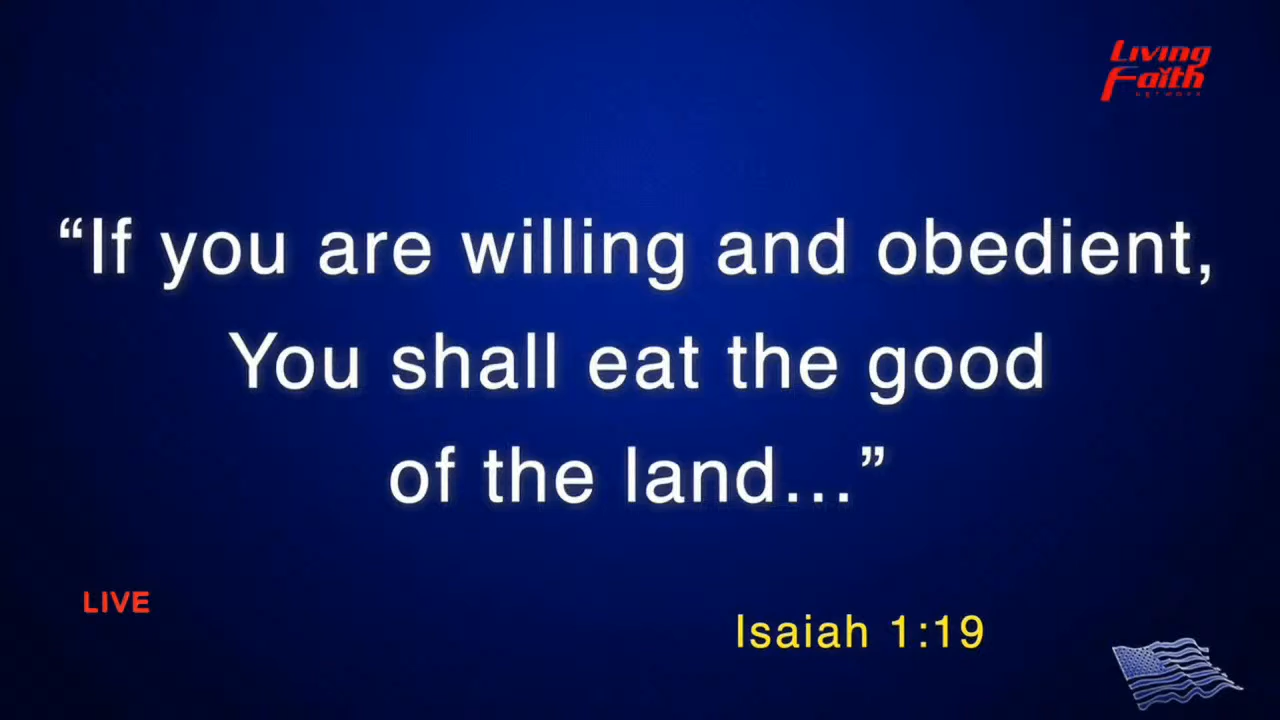 Living
Faith
NETWORK
“If you are willing and obedient,
You shall eat the good
of the land...”
LIVE
Isaiah 1:19